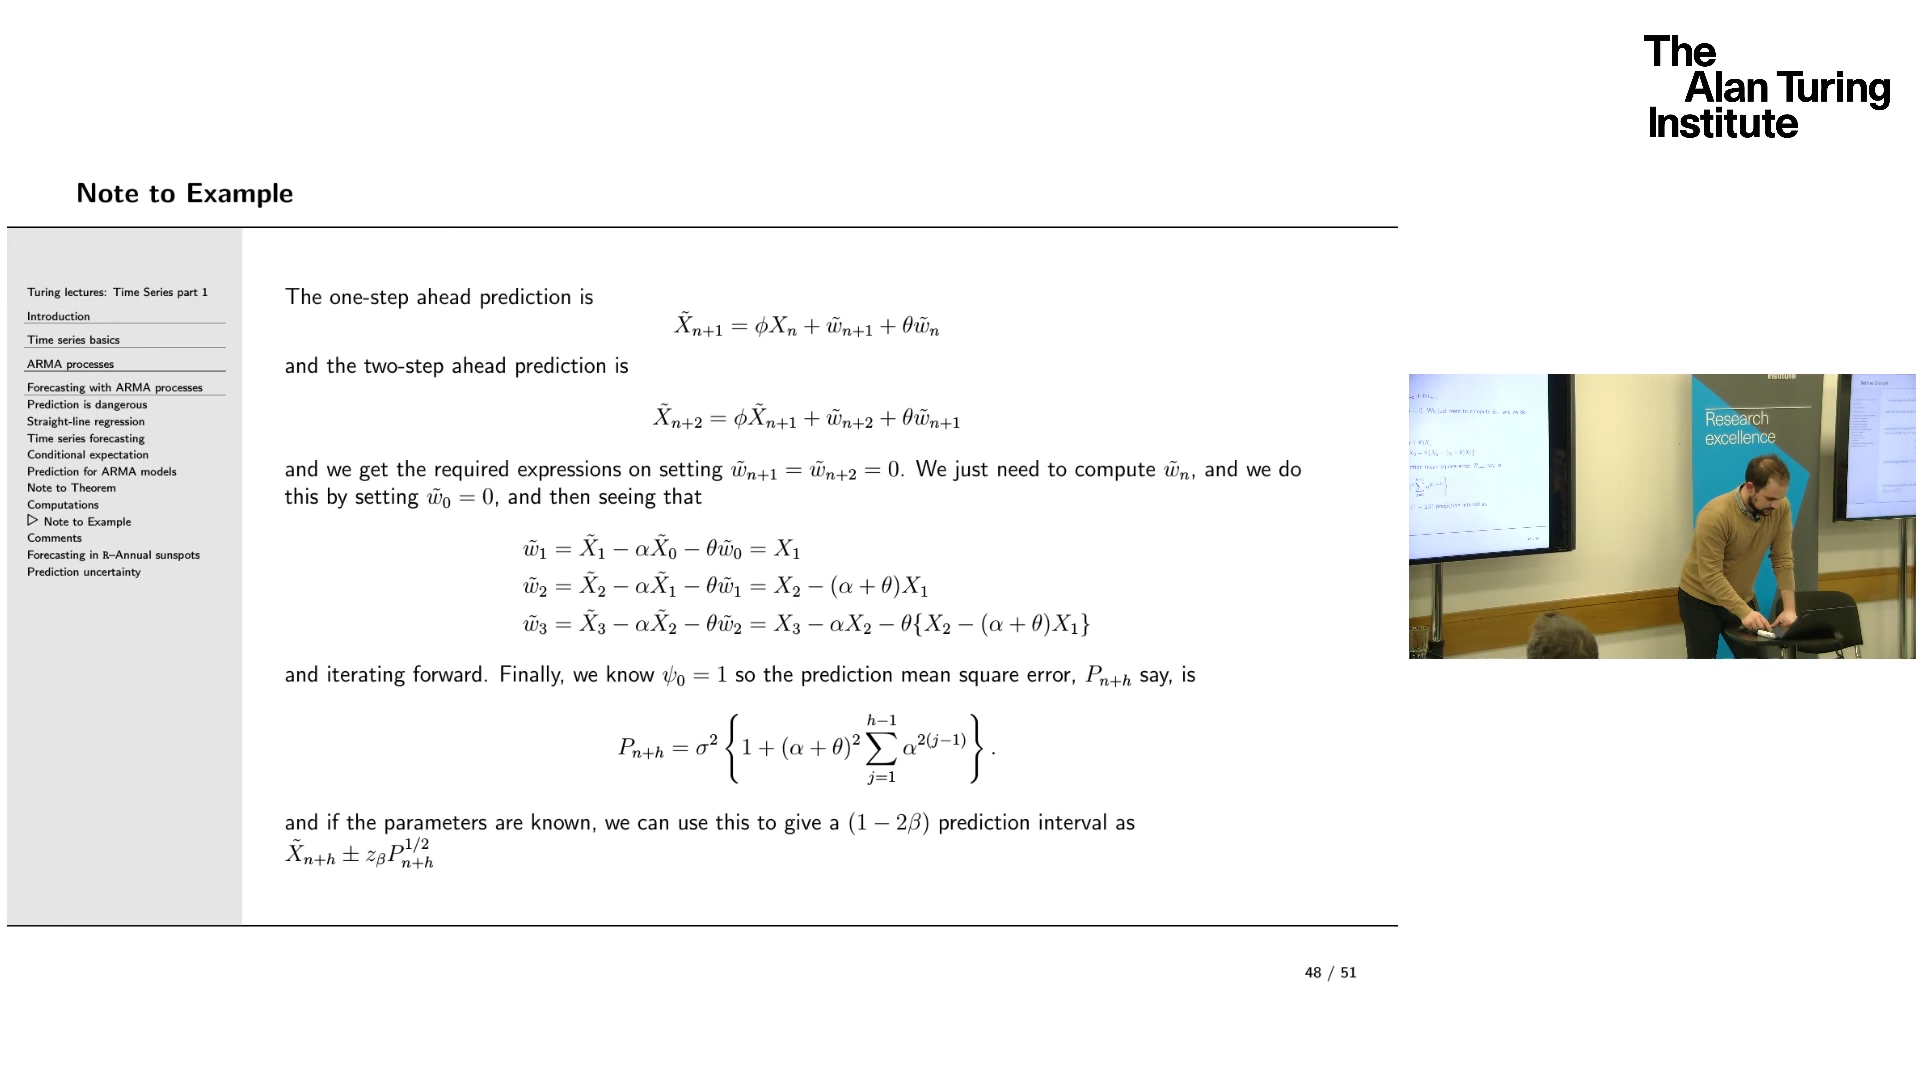 The
Alan Turing
Institute
Note to Example
Turing lectures: Time Series part 1
Introduction
Time series basics
ARMA processes
Forecasting with ARMA processes
Prediction is dangerous
Straight-line regression
Time series forecasting
Conditional expectation
Prediction for ARMA models
Note to Theorem
Computations
▷ Note to Example
Comments
Forecasting in R–Annual sunspots
Prediction uncertainty
The one-step ahead prediction is
X̃ₙ₊₁ = ϕXₙ + w̃ₙ₊₁ + θw̃ₙ
and the two-step ahead prediction is
X̃ₙ₊₂ = ϕX̃ₙ₊₁ + w̃ₙ₊₂ + θw̃ₙ₊₁
and we get the required expressions on setting w̃ₙ₊₁ = w̃ₙ₊₂ = 0. We just need to compute w̃ₙ, and we do
this by setting w̃₀ = 0, and then seeing that
w̃₁ = X̃₁ − αX̃₀ − θw̃₀ = X₁
w̃₂ = X̃₂ − αX̃₁ − θw̃₁ = X₂ − (α + θ)X₁
w̃₃ = X̃₃ − αX̃₂ − θw̃₂ = X₃ − αX₂ − θ{X₂ − (α + θ)X₁}
and iterating forward. Finally, we know ψ₀ = 1 so the prediction mean square error, Pₙ₊ₕ say, is
Pₙ₊ₕ = σ² { 1 + (α + θ)² ∑_{j=1}^{h−1} α^{2(j−1)} } .
and if the parameters are known, we can use this to give a (1 − 2β) prediction interval as
X̃ₙ₊ₕ ± z_β P_{n+h}^{1/2}
48 / 51
Institute
Research
excellence